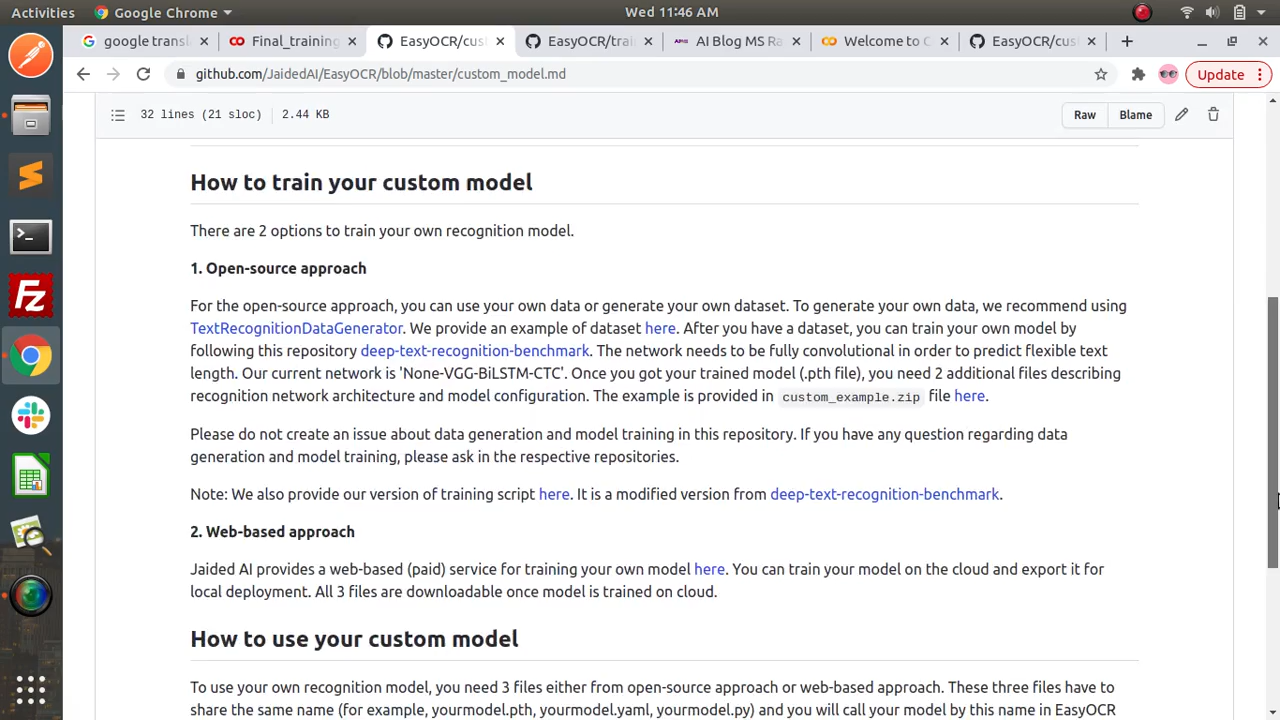 Activities
Google Chrome
Wed 11:46 AM
google transl
Final_training
EasyOCR/cus
EasyOCR/trai
AI Blog MS Ra
Welcome to C
EasyOCR/cus
github.com/JaidedAI/EasyOCR/blob/master/custom_model.md
Update
32 lines (21 sloc) 2.44 KB
Raw
Blame
How to train your custom model
There are 2 options to train your own recognition model.
1. Open-source approach
For the open-source approach, you can use your own data or generate your own dataset. To generate your own data, we recommend using
TextRecognitionDataGenerator. We provide an example of dataset here. After you have a dataset, you can train your own model by
following this repository deep-text-recognition-benchmark. The network needs to be fully convolutional in order to predict flexible text
length. Our current network is 'None-VGG-BiLSTM-CTC'. Once you got your trained model (.pth file), you need 2 additional files describing
recognition network architecture and model configuration. The example is provided in custom_example.zip file here.
Please do not create an issue about data generation and model training in this repository. If you have any question regarding data
generation and model training, please ask in the respective repositories.
Note: We also provide our version of training script here. It is a modified version from deep-text-recognition-benchmark.
2. Web-based approach
Jaided AI provides a web-based (paid) service for training your own model here. You can train your model on the cloud and export it for
local deployment. All 3 files are downloadable once model is trained on cloud.
How to use your custom model
To use your own recognition model, you need 3 files either from open-source approach or web-based approach. These three files have to
share the same name (for example, yourmodel.pth, yourmodel.yaml, yourmodel.py) and you will call your model by this name in EasyOCR